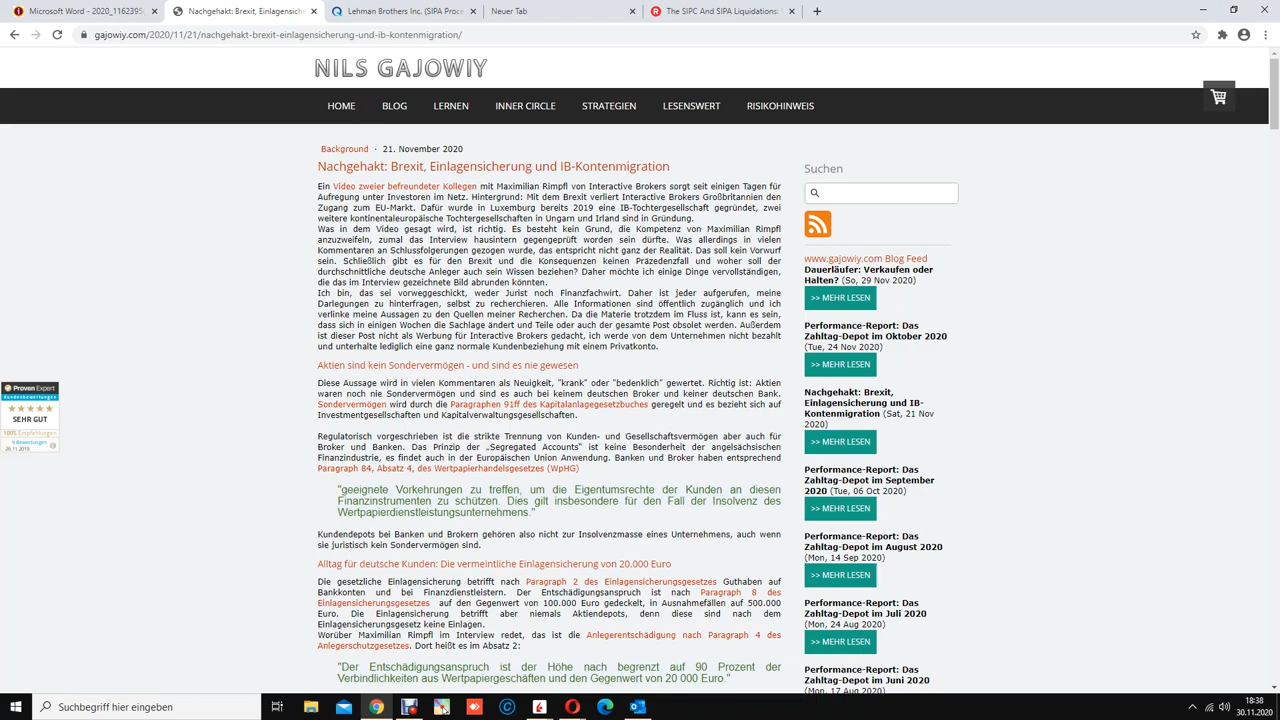 Microsoft Word - 2020_1162395(
Nachgehakt: Brexit, Einlagensiche
Lehman Brothers Inc. (SIPA Proce
Neuer Tab
The SIPC And SIPA Liquidations:
gajowiy.com/2020/11/21/nachgehakt-brexit-einlagensicherung-und-ib-kontenmigration/
NILS GAJOWIY
HOME BLOG LERNEN INNER CIRCLE STRATEGIEN LESENSWERT RISIKOHINWEIS
Background · 21. November 2020
Nachgehakt: Brexit, Einlagensicherung und IB-Kontenmigration
Ein Video zweier befreundeter Kollegen mit Maximilian Rimpfl von Interactive Brokers sorgt seit einigen Tagen für
Aufregung unter Investoren im Netz. Hintergrund: Mit dem Brexit verliert Interactive Brokers Großbritannien den
Zugang zum EU-Markt. Dafür wurde in Luxemburg bereits 2019 eine IB-Tochtergesellschaft gegründet, zwei
weitere kontinentaleuropäische Tochtergesellschaften in Ungarn und Irland sind in Gründung.
Was in dem Video gesagt wird, ist richtig. Es besteht kein Grund, die Kompetenz von Maximilian Rimpfl
anzuzweifeln, zumal das Interview hausintern gegengeprüft worden sein dürfte. Was allerdings in vielen
Kommentaren an Schlussfolgerungen gezogen wurde, das entspricht nicht ganz der Realität. Das soll kein Vorwurf
sein. Schließlich gibt es für den Brexit und die Konsequenzen keinen Präzedenzfall und woher soll der
durchschnittliche deutsche Anleger auch sein Wissen beziehen? Daher möchte ich einige Dinge vervollständigen,
die das im Interview gezeichnete Bild abrunden könnten.
Ich bin, das sei vorweggeschickt, weder Jurist noch Finanzfachwirt. Daher ist jeder aufgerufen, meine
Darlegungen zu hinterfragen, selbst zu recherchieren. Alle Informationen sind öffentlich zugänglich und ich
verlinke meine Aussagen zu den Quellen meiner Recherchen. Da die Materie trotzdem im Fluss ist, kann es sein,
dass sich in einigen Wochen die Sachlage ändert und Teile oder auch der gesamte Post obsolet werden. Außerdem
ist dieser Post nicht als Werbung für Interactive Brokers gedacht, ich werde von dem Unternehmen nicht bezahlt
und unterhalte lediglich eine ganz normale Kundenbeziehung mit einem Privatkonto.
Aktien sind kein Sondervermögen - und sind es nie gewesen
Diese Aussage wird in vielen Kommentaren als Neuigkeit, "krank" oder "bedenklich" gewertet. Richtig ist: Aktien
waren noch nie Sondervermögen und sind es auch bei keinem deutschen Broker und keiner deutschen Bank.
Sondervermögen wird durch die Paragraphen 91ff des Kapitalanlagegesetzbuches geregelt und es bezieht sich auf
Investmentgesellschaften und Kapitalverwaltungsgesellschaften.
Regulatorisch vorgeschrieben ist die strikte Trennung von Kunden- und Gesellschaftsvermögen aber auch für
Broker und Banken. Das Prinzip der „Segregated Accounts" ist keine Besonderheit der angelsächsischen
Finanzindustrie, es findet auch in der Europäischen Union Anwendung. Banken und Broker haben entsprechend
Paragraph 84, Absatz 4, des Wertpapierhandelsgesetzes (WpHG)
"geeignete Vorkehrungen zu treffen, um die Eigentumsrechte der Kunden an diesen
Finanzinstrumenten zu schützen. Dies gilt insbesondere für den Fall der Insolvenz des
Wertpapierdienstleistungsunternehmens."
Kundendepots bei Banken und Brokern gehören also nicht zur Insolvenzmasse eines Unternehmens, auch wenn
sie juristisch kein Sondervermögen sind.
Alltag für deutsche Kunden: Die vermeintliche Einlagensicherung von 20.000 Euro
Die gesetzliche Einlagensicherung betrifft nach Paragraph 2 des Einlagensicherungsgesetzes Guthaben auf
Bankkonten und bei Finanzdienstleistern. Der Entschädigungsanspruch ist nach Paragraph 8 des
Einlagensicherungsgesetzes auf den Gegenwert von 100.000 Euro gedeckelt, in Ausnahmefällen auf 500.000
Euro. Die Einlagensicherung betrifft aber niemals Aktiendepots, denn diese sind nach dem
Einlagensicherungsgesetz keine Einlagen.
Worüber Maximilian Rimpfl im Interview redet, das ist die Anlegerentschädigung nach Paragraph 4 des
Anlegerschutzgesetzes. Dort heißt es im Absatz 2:
"Der Entschädigungsanspruch ist der Höhe nach begrenzt auf 90 Prozent der
Verbindlichkeiten aus Wertpapiergeschäften und den Gegenwert von 20 000 Euro."
Suchen
www.gajowiy.com Blog Feed
Dauerläufer: Verkaufen oder
Halten? (So, 29 Nov 2020)
>> MEHR LESEN
Performance-Report: Das
Zahltag-Depot im Oktober 2020
(Tue, 24 Nov 2020)
>> MEHR LESEN
Nachgehakt: Brexit,
Einlagensicherung und IB-
Kontenmigration (Sat, 21 Nov
2020)
>> MEHR LESEN
Performance-Report: Das
Zahltag-Depot im September
2020 (Tue, 06 Oct 2020)
>> MEHR LESEN
Performance-Report: Das
Zahltag-Depot im August 2020
(Mon, 14 Sep 2020)
>> MEHR LESEN
Performance-Report: Das
Zahltag-Depot im Juli 2020
(Mon, 24 Aug 2020)
>> MEHR LESEN
Performance-Report: Das
Zahltag-Depot im Juni 2020
(Mon, 17 Aug 2020)
Proven Expert
Kundenbewertungen
SEHR GUT
100% Empfehlungen
9 Bewertungen
26.11.2019
Suchbegriff hier eingeben
18:38
30.11.2020